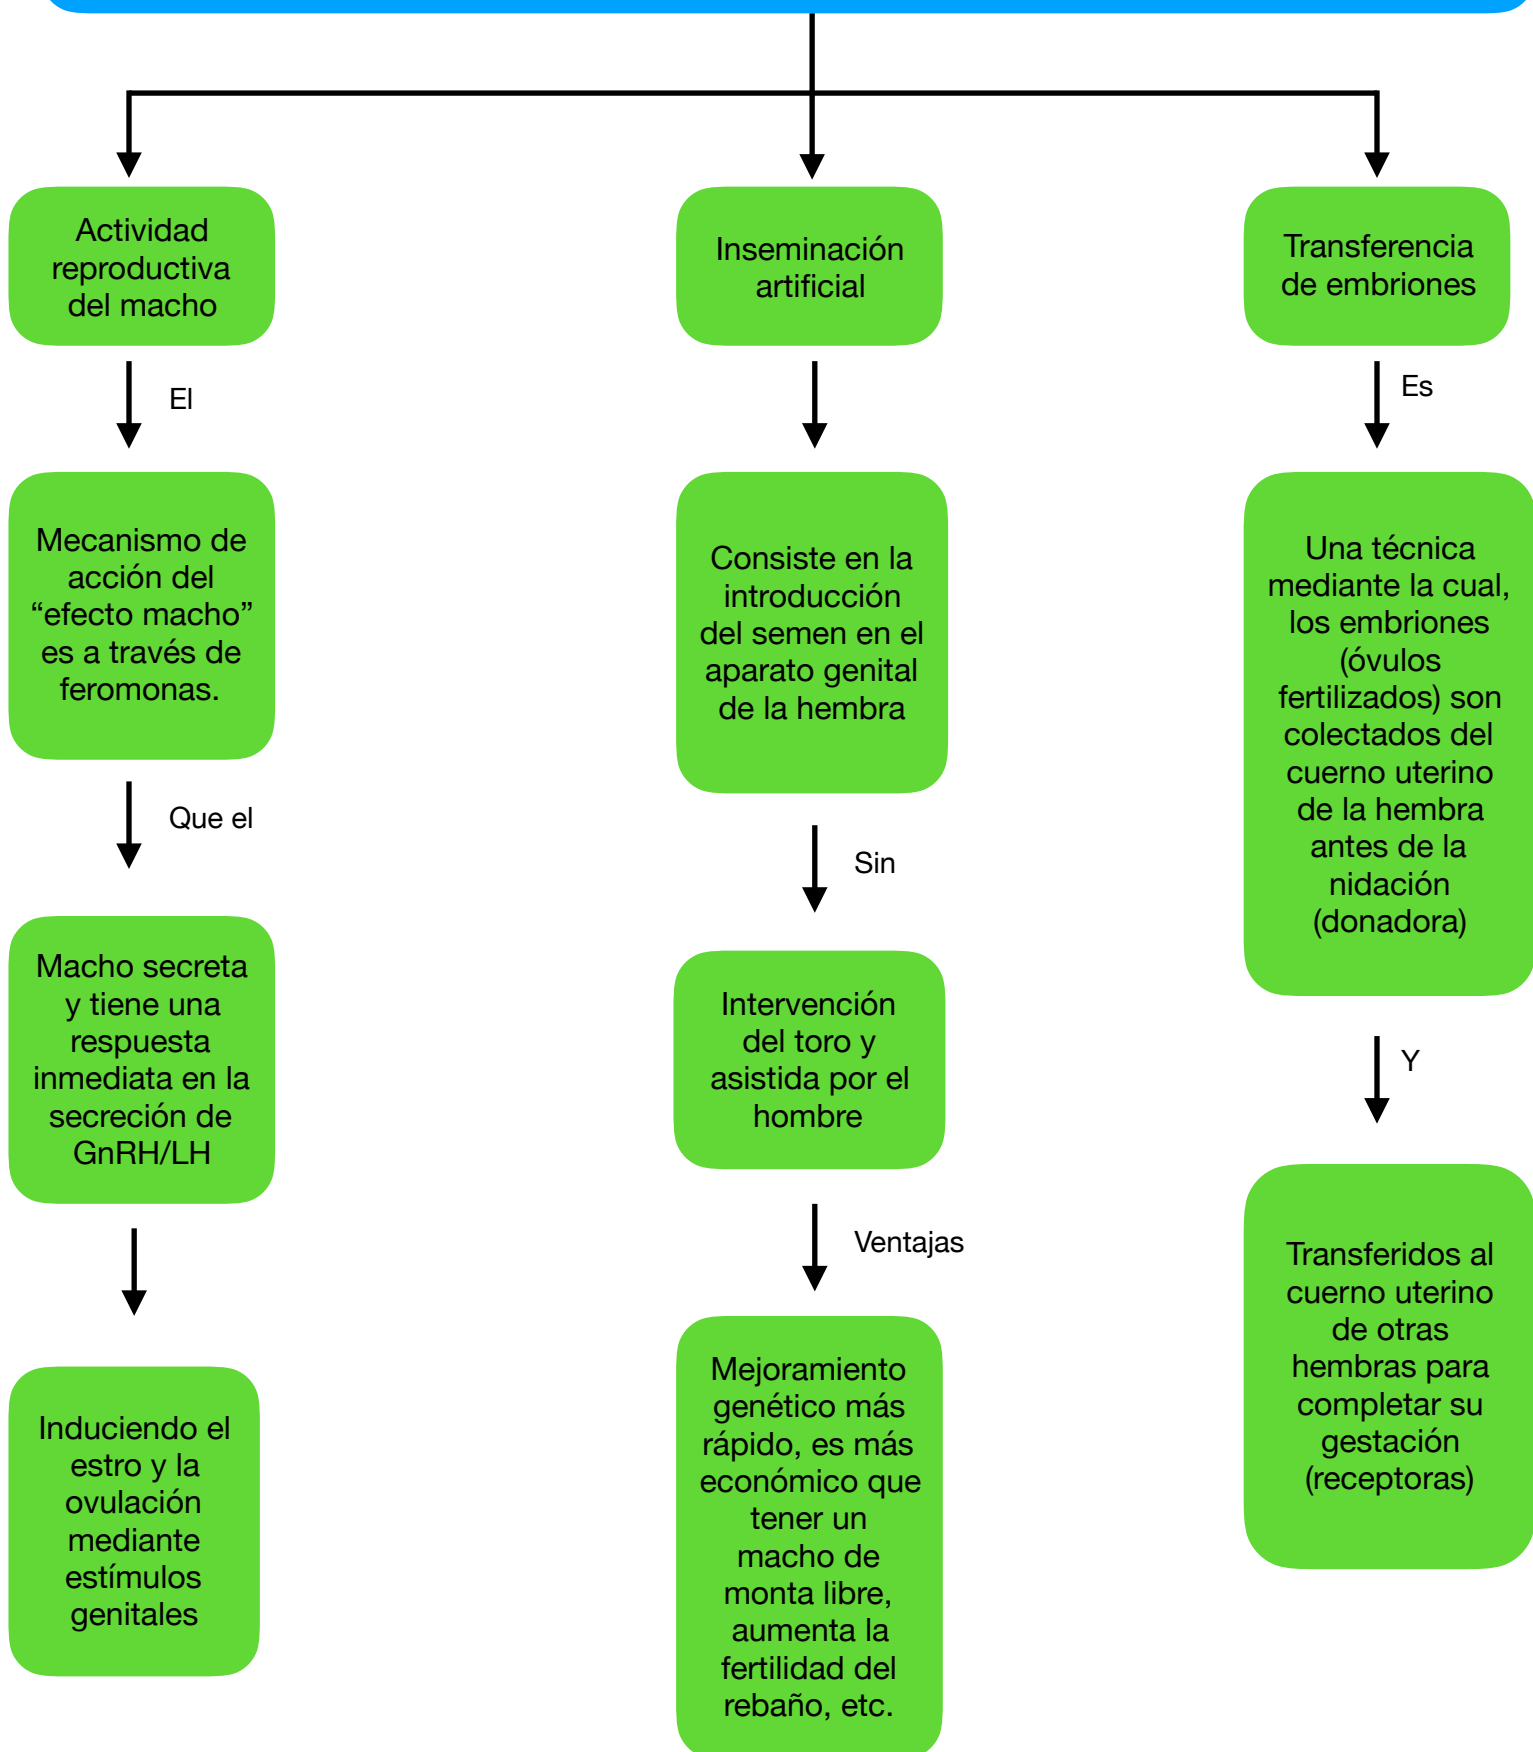 Actividad
reproductiva
del macho
El
Mecanismo de
acción del
“efecto macho”
es a través de
feromonas.
Que el
Macho secreta
y tiene una
respuesta
inmediata en la
secreción de
GnRH/LH
Induciendo el
estro y la
ovulación
mediante
estímulos
genitales
Inseminación
artificial
Consiste en la
introducción
del semen en el
aparato genital
de la hembra
Sin
Intervención
del toro y
asistida por el
hombre
Ventajas
Mejoramiento
genético más
rápido, es más
económico que
tener un
macho de
monta libre,
aumenta la
fertilidad del
rebaño, etc.
Transferencia
de embriones
Es
Una técnica
mediante la cual,
los embriones
(óvulos
fertilizados) son
colectados del
cuerno uterino
de la hembra
antes de la
nidación
(donadora)
Y
Transferidos al
cuerno uterino
de otras
hembras para
completar su
gestación
(receptoras)